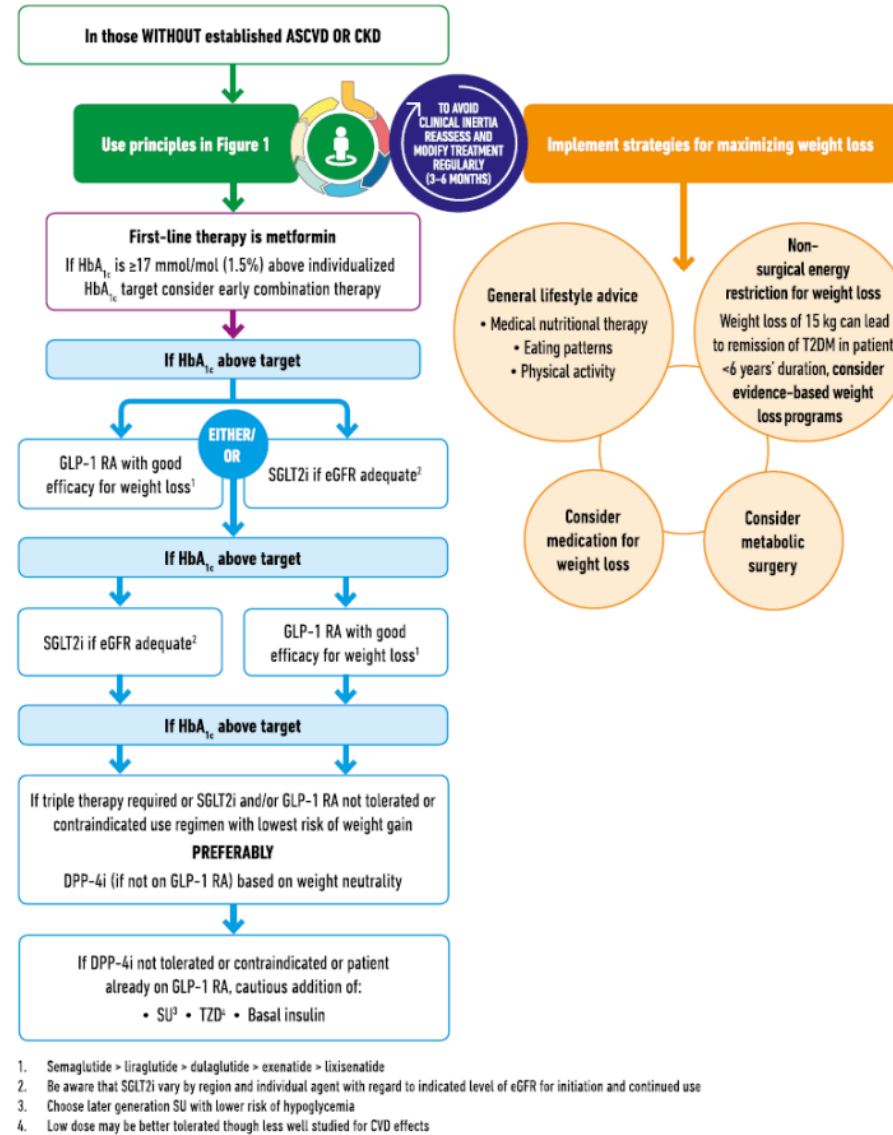 In those WITHOUT established ASCVD OR CKD
Use principles in Figure 1
TO AVOID
CLINICAL INERTIA
REASSESS AND
MODIFY TREATMENT
REGULARLY
(3–6 MONTHS)
Implement strategies for maximizing weight loss
First-line therapy is metformin
If HbA1c is ≥17 mmol/mol (1.5%) above individualized
HbA1c target consider early combination therapy
If HbA1c above target
EITHER/
OR
GLP-1 RA with good
efficacy for weight loss¹
SGLT2i if eGFR adequate²
If HbA1c above target
SGLT2i if eGFR adequate²
GLP-1 RA with good
efficacy for weight loss¹
If HbA1c above target
If triple therapy required or SGLT2i and/or GLP-1 RA not tolerated or
contraindicated use regimen with lowest risk of weight gain
PREFERABLY
DPP-4i (if not on GLP-1 RA) based on weight neutrality
If DPP-4i not tolerated or contraindicated or patient
already on GLP-1 RA, cautious addition of:
• SU³ • TZD⁴ • Basal insulin
General lifestyle advice
• Medical nutritional therapy
• Eating patterns
• Physical activity
Non-
surgical energy
restriction for weight loss
Weight loss of 15 kg can lead
to remission of T2DM in patient
<6 years' duration, consider
evidence-based weight
loss programs
Consider
medication for
weight loss
Consider
metabolic
surgery
1. Semaglutide > liraglutide > dulaglutide > exenatide > lixisenatide
2. Be aware that SGLT2i vary by region and individual agent with regard to indicated level of eGFR for initiation and continued use
3. Choose later generation SU with lower risk of hypoglycemia
4. Low dose may be better tolerated though less well studied for CVD effects